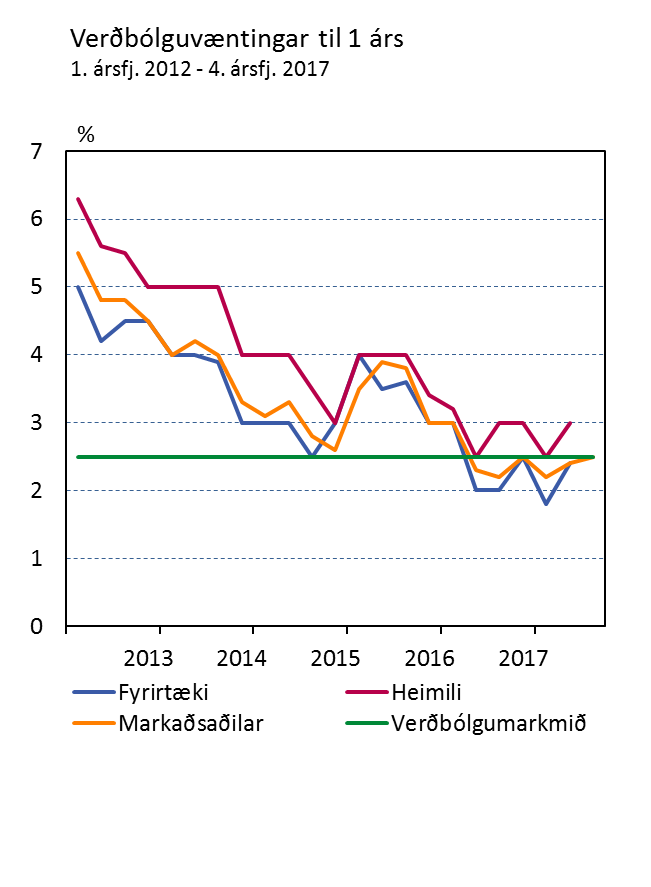 Verðbólguvæntingar til 1 árs
1. ársfj. 2012 - 4. ársfj. 2017
%
7
6
5
4
3
2
1
0
2013 2014 2015 2016 2017
Fyrirtæki Heimili
Markaðsaðilar Verðbólgumarkmið